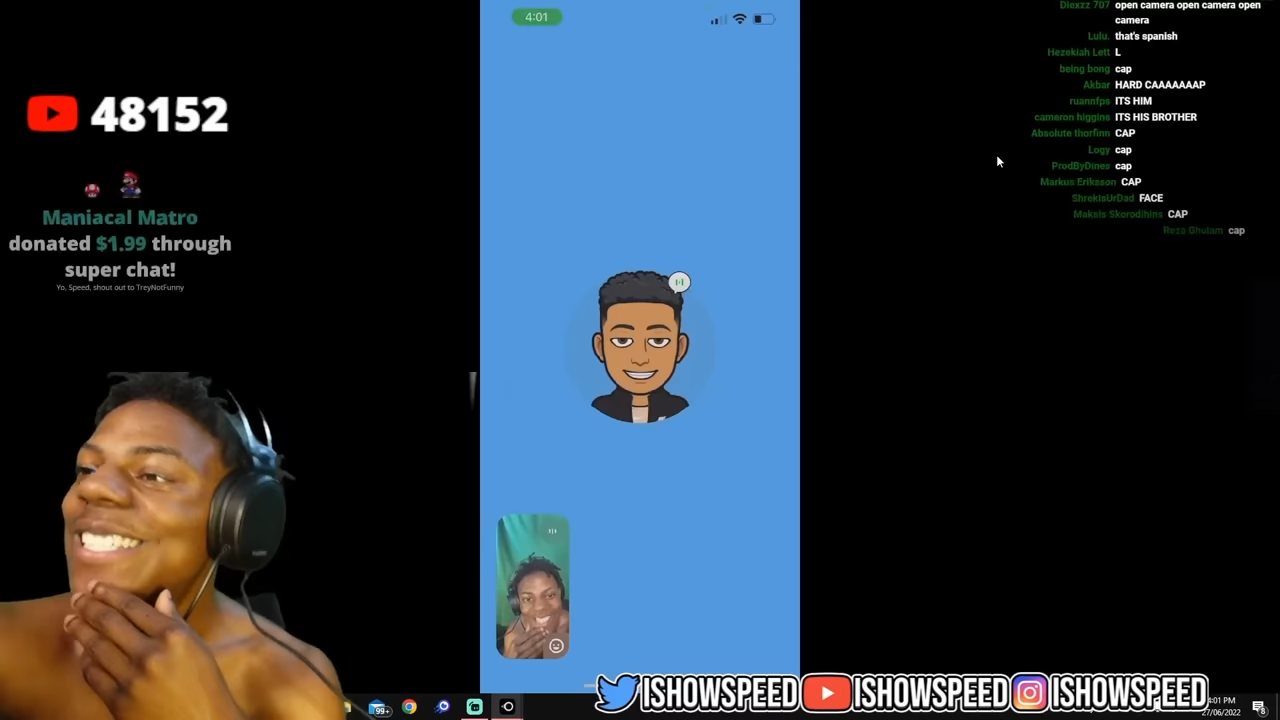 48152
Maniacal Matro
donated $1.99 through
super chat!
Yo, Speed, shout out to TreyNotFunny
4:01
Diexzz 707 open camera open camera open
camera
Lulu. that's spanish
Hezekiah Lett L
being bong cap
Akbar HARD CAAAAAAAP
ruannfps ITS HIM
cameron higgins ITS HIS BROTHER
Absolute thorfinn CAP
Logy cap
ProdByDines cap
Markus Eriksson CAP
ShrekIsUrDad FACE
Maksis Skorodihins CAP
Reza Ghulam cap
ISHOWSPEED ISHOWSPEED ISHOWSPEED
99+
4:01 PM
27/06/2022
8